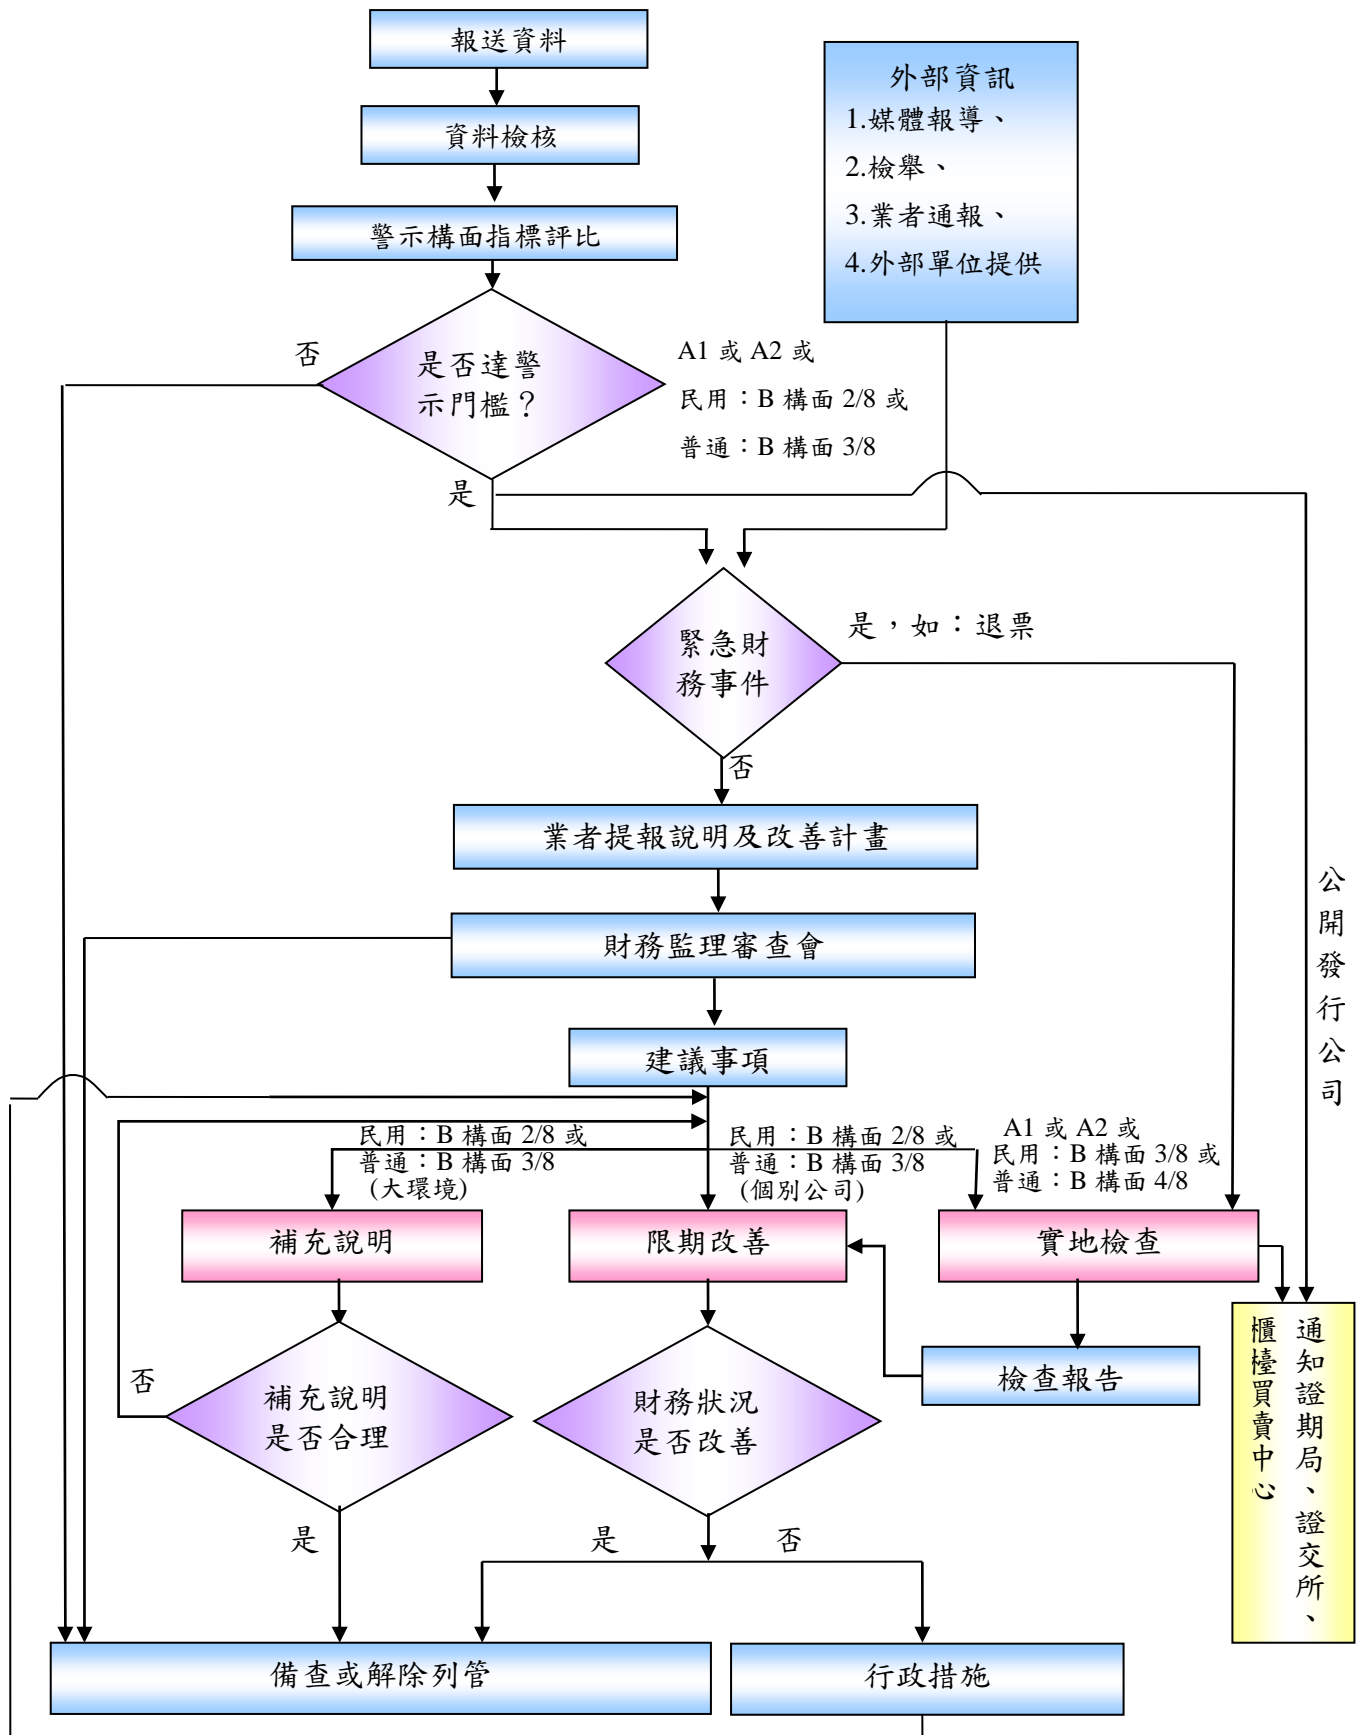 報送資料
資料檢核
警示構面指標評比
外部資訊
1.媒體報導、
2.檢舉、
3.業者通報、
4.外部單位提供
否
是否達警
示門檻？
A1 或 A2 或
民用：B 構面 2/8 或
普通：B 構面 3/8
是
緊急財
務事件
是，如：退票
否
業者提報說明及改善計畫
財務監理審查會
建議事項
公開發行公司
民用：B 構面 2/8 或
普通：B 構面 3/8
(大環境)
民用：B 構面 2/8 或
普通：B 構面 3/8
(個別公司)
A1 或 A2 或
民用：B 構面 3/8 或
普通：B 構面 4/8
補充說明
限期改善
實地檢查
通知證期局、證交所、
櫃檯買賣中心
檢查報告
否
補充說明
是否合理
財務狀況
是否改善
是
是
否
備查或解除列管
行政措施